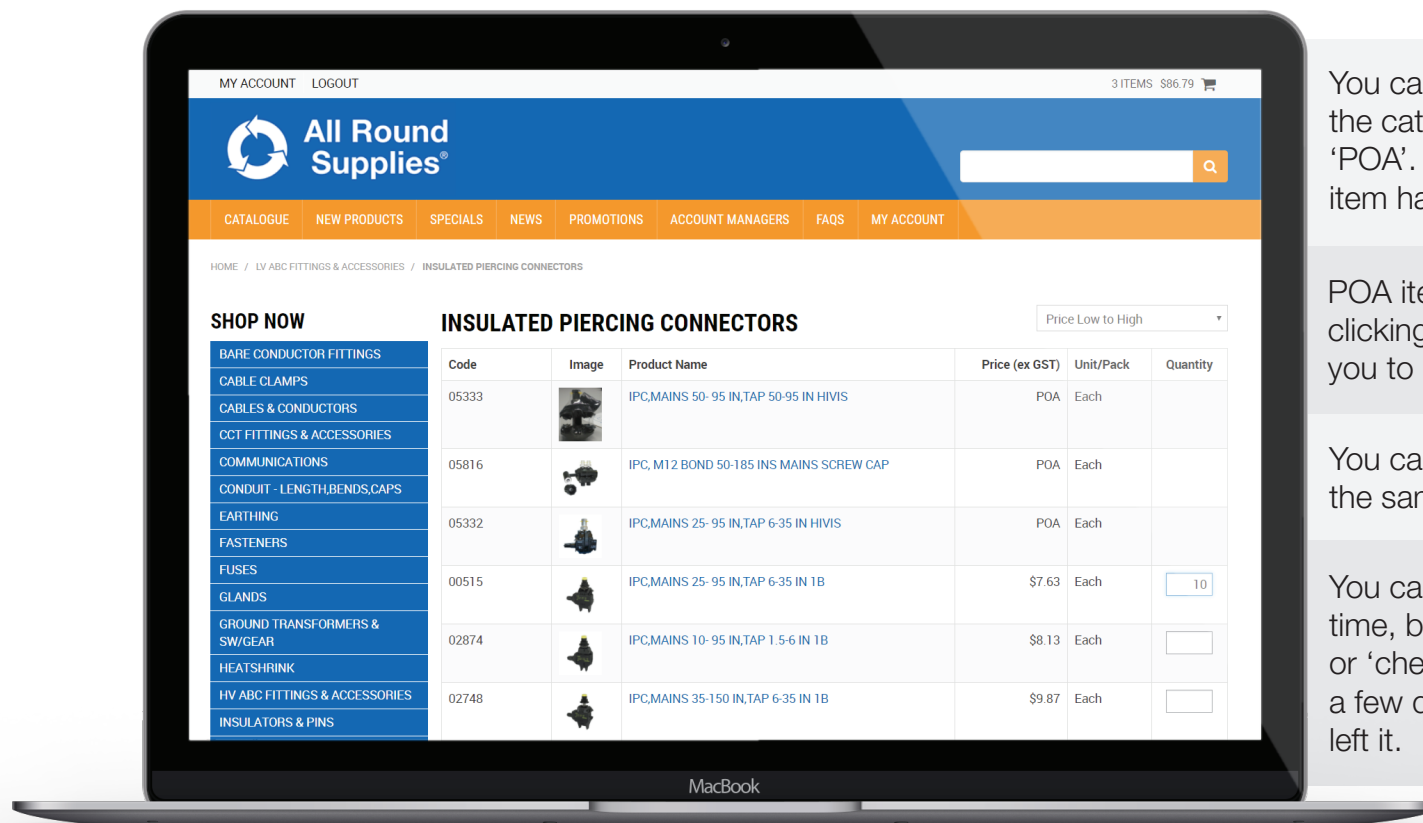 MY ACCOUNT LOGOUT
3 ITEMS $86.79
All Round
Supplies®
CATALOGUE NEW PRODUCTS SPECIALS NEWS PROMOTIONS ACCOUNT MANAGERS FAQS MY ACCOUNT
HOME / LV ABC FITTINGS & ACCESSORIES / INSULATED PIERCING CONNECTORS
SHOP NOW
BARE CONDUCTOR FITTINGS
CABLE CLAMPS
CABLES & CONDUCTORS
CCT FITTINGS & ACCESSORIES
COMMUNICATIONS
CONDUIT - LENGTH,BENDS,CAPS
EARTHING
FASTENERS
FUSES
GLANDS
GROUND TRANSFORMERS &
SW/GEAR
HEATSHRINK
HV ABC FITTINGS & ACCESSORIES
INSULATORS & PINS
INSULATED PIERCING CONNECTORS
Price Low to High
Code Image Product Name Price (ex GST) Unit/Pack Quantity
05333 IPC,MAINS 50- 95 IN,TAP 50-95 IN HIVIS POA Each
05816 IPC, M12 BOND 50-185 INS MAINS SCREW CAP POA Each
05332 IPC,MAINS 25- 95 IN,TAP 6-35 IN HIVIS POA Each
00515 IPC,MAINS 25- 95 IN,TAP 6-35 IN 1B $7.63 Each 10
02874 IPC,MAINS 10- 95 IN,TAP 1.5-6 IN 1B $8.13 Each
02748 IPC,MAINS 35-150 IN,TAP 6-35 IN 1B $9.87 Each
MacBook
You ca
the cat
‘POA’.
item ha
POA ite
clicking
you to
You ca
the sar
You ca
time, b
or ‘che
a few c
left it.